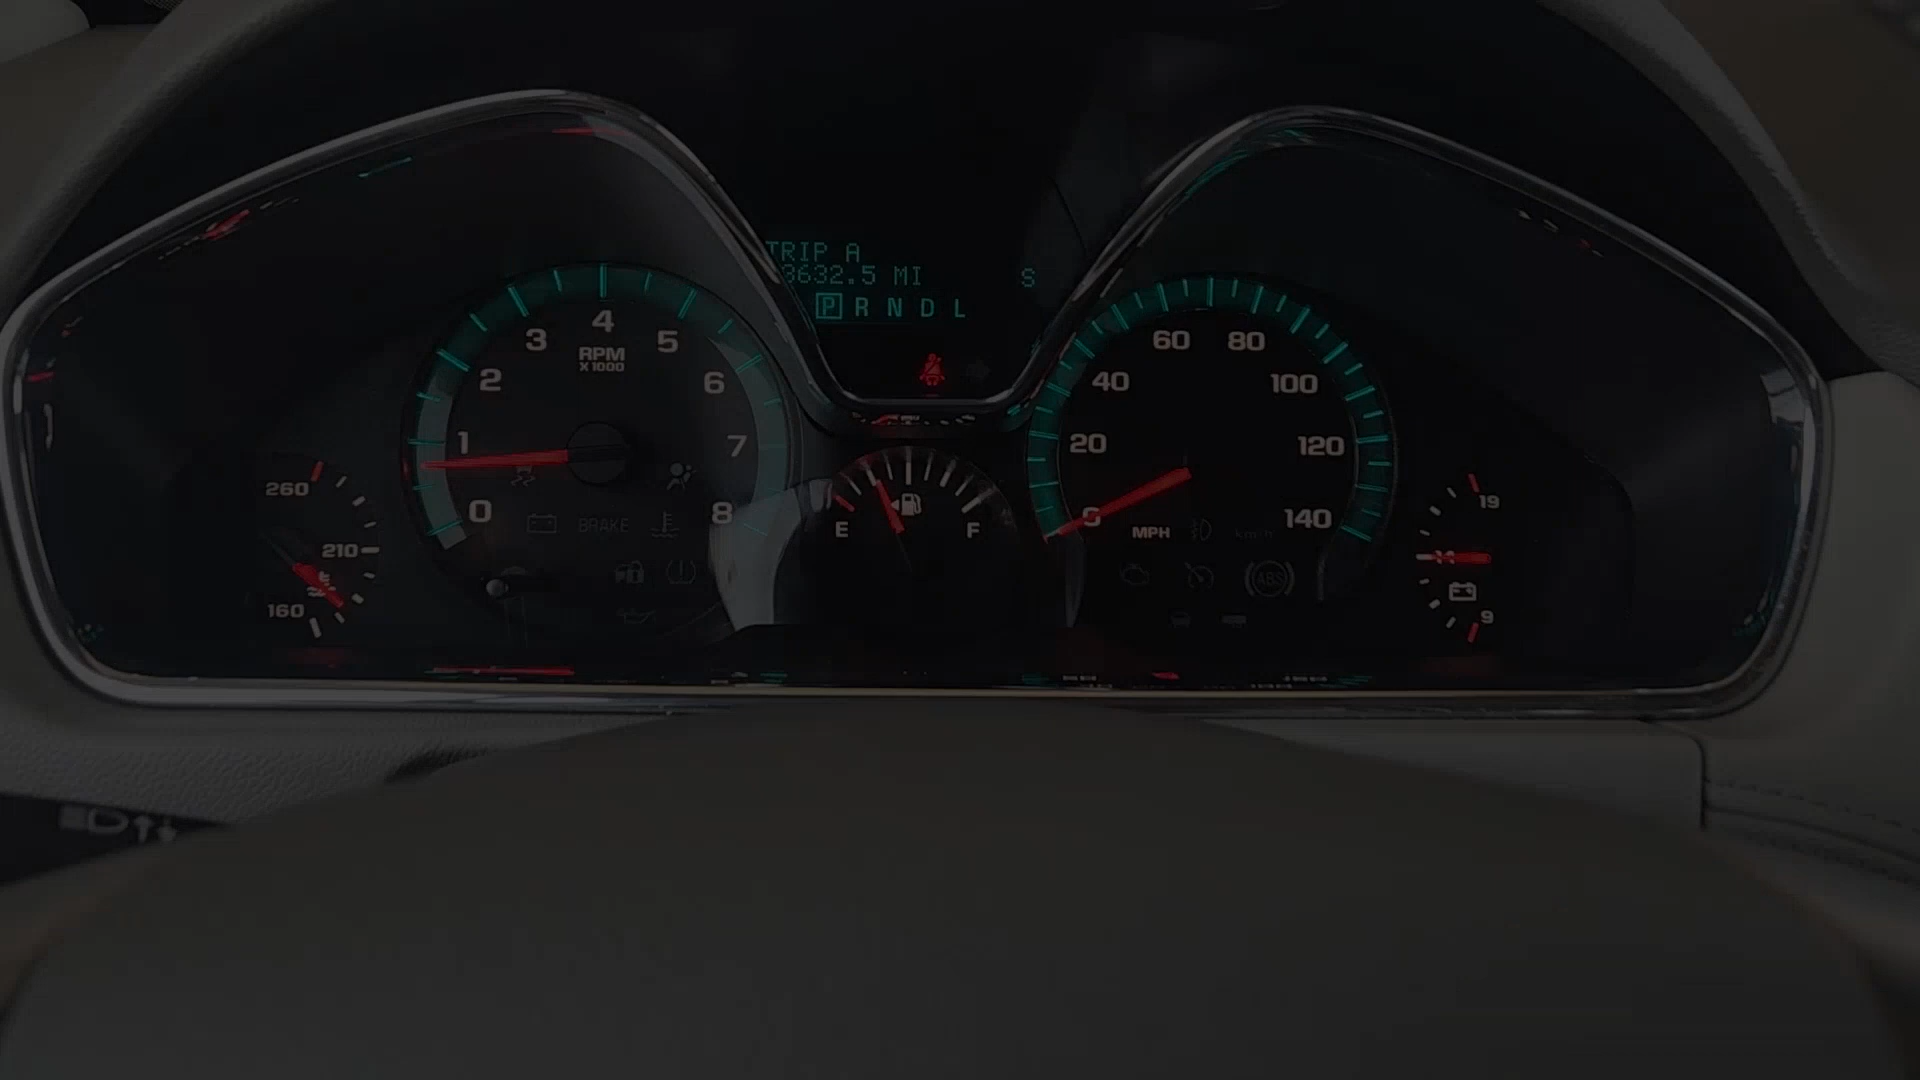 TRIP A
3632.5 MI
S
P R N D L
0 1 2 3 4 5 6 7 8
RPM
X1000
0 20 40 60 80 100 120 140
MPH
km/h
260
210
160
BRAKE
E F
ABS
19
9